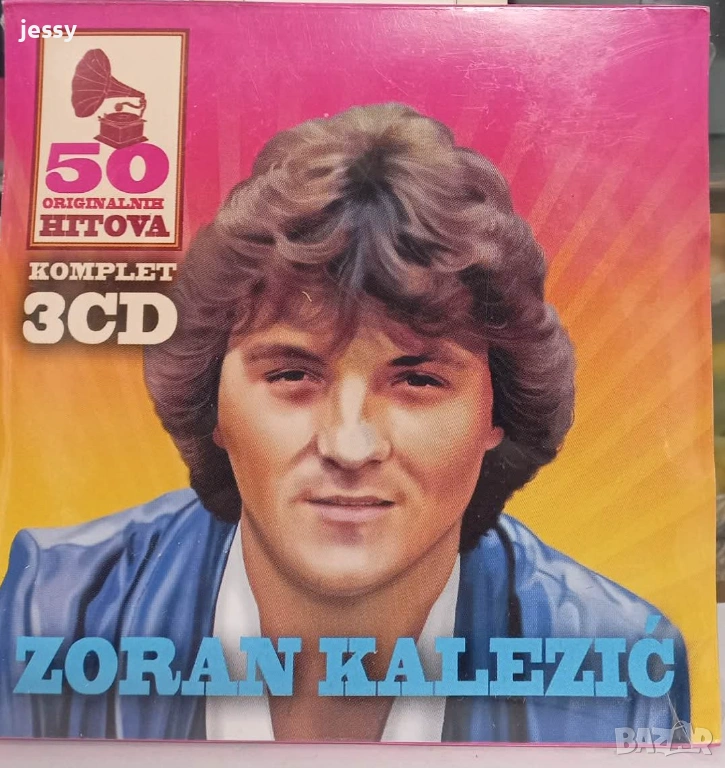 jessy
50
ORIGINALNIH
HITOVA
KOMPLET
3CD
ZORAN KALEZIĆ
BAZAR